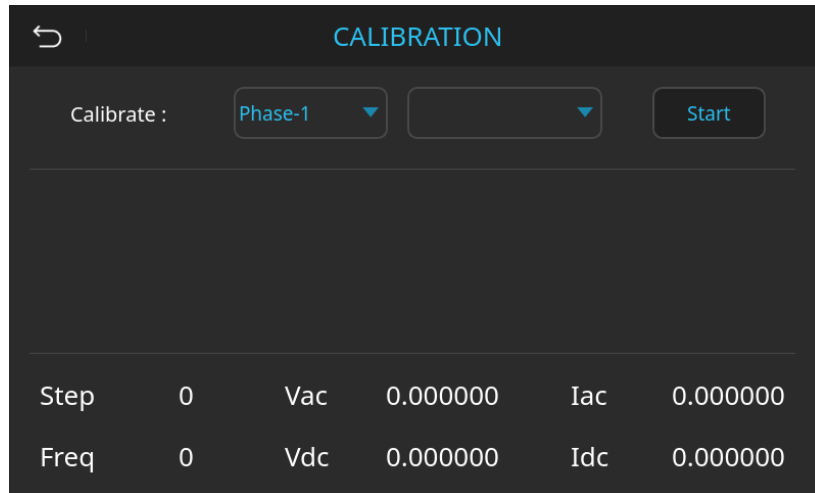 CALIBRATION
Calibrate : Phase-1 Start
Step 0 Vac 0.000000 Iac 0.000000
Freq 0 Vdc 0.000000 Idc 0.000000